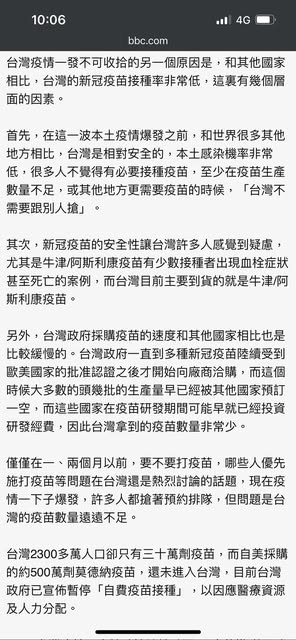 10:06
4G
bbc.com
台灣疫情一發不可收拾的另一個原因是，和其他國家
相比，台灣的新冠疫苗接種率非常低，這裏有幾個層
面的因素。
首先，在這一波本土疫情爆發之前，和世界很多其他
地方相比，台灣是相對安全的，本土感染機率非常
低，很多人不覺得有必要接種疫苗，至少在疫苗生產
數量不足，或其他地方更需要疫苗的時候，「台灣不
需要跟別人搶」。
其次，新冠疫苗的安全性讓台灣許多人感覺到疑慮，
尤其是牛津/阿斯利康疫苗有少數接種者出現血栓症狀
甚至死亡的案例，而台灣目前主要到貨的就是牛津/阿
斯利康疫苗。
另外，台灣政府採購疫苗的速度和其他國家相比也是
比較緩慢的。台灣政府一直到多種新冠疫苗陸續受到
歐美國家的批准認證之後才開始向廠商洽購，而這個
時候大多數的頭幾批的生產量早已經被其他國家預訂
一空，而這些國家在疫苗研發期間可能早就已經投資
研發經費，因此台灣拿到的疫苗數量非常少。
僅僅在一、兩個月以前，要不要打疫苗，哪些人優先
施打疫苗等問題在台灣還是熱烈討論的話題，現在疫
情一下子爆發，許多人都搶著預約排隊，但問題是台
灣的疫苗數量遠遠不足。
台灣2300多萬人口卻只有三十萬劑疫苗，而自美採購
的約500萬劑莫德納疫苗，還未進入台灣，目前台灣
政府已宣佈暫停「自費疫苗接種」，以因應醫療資源
及人力分配。